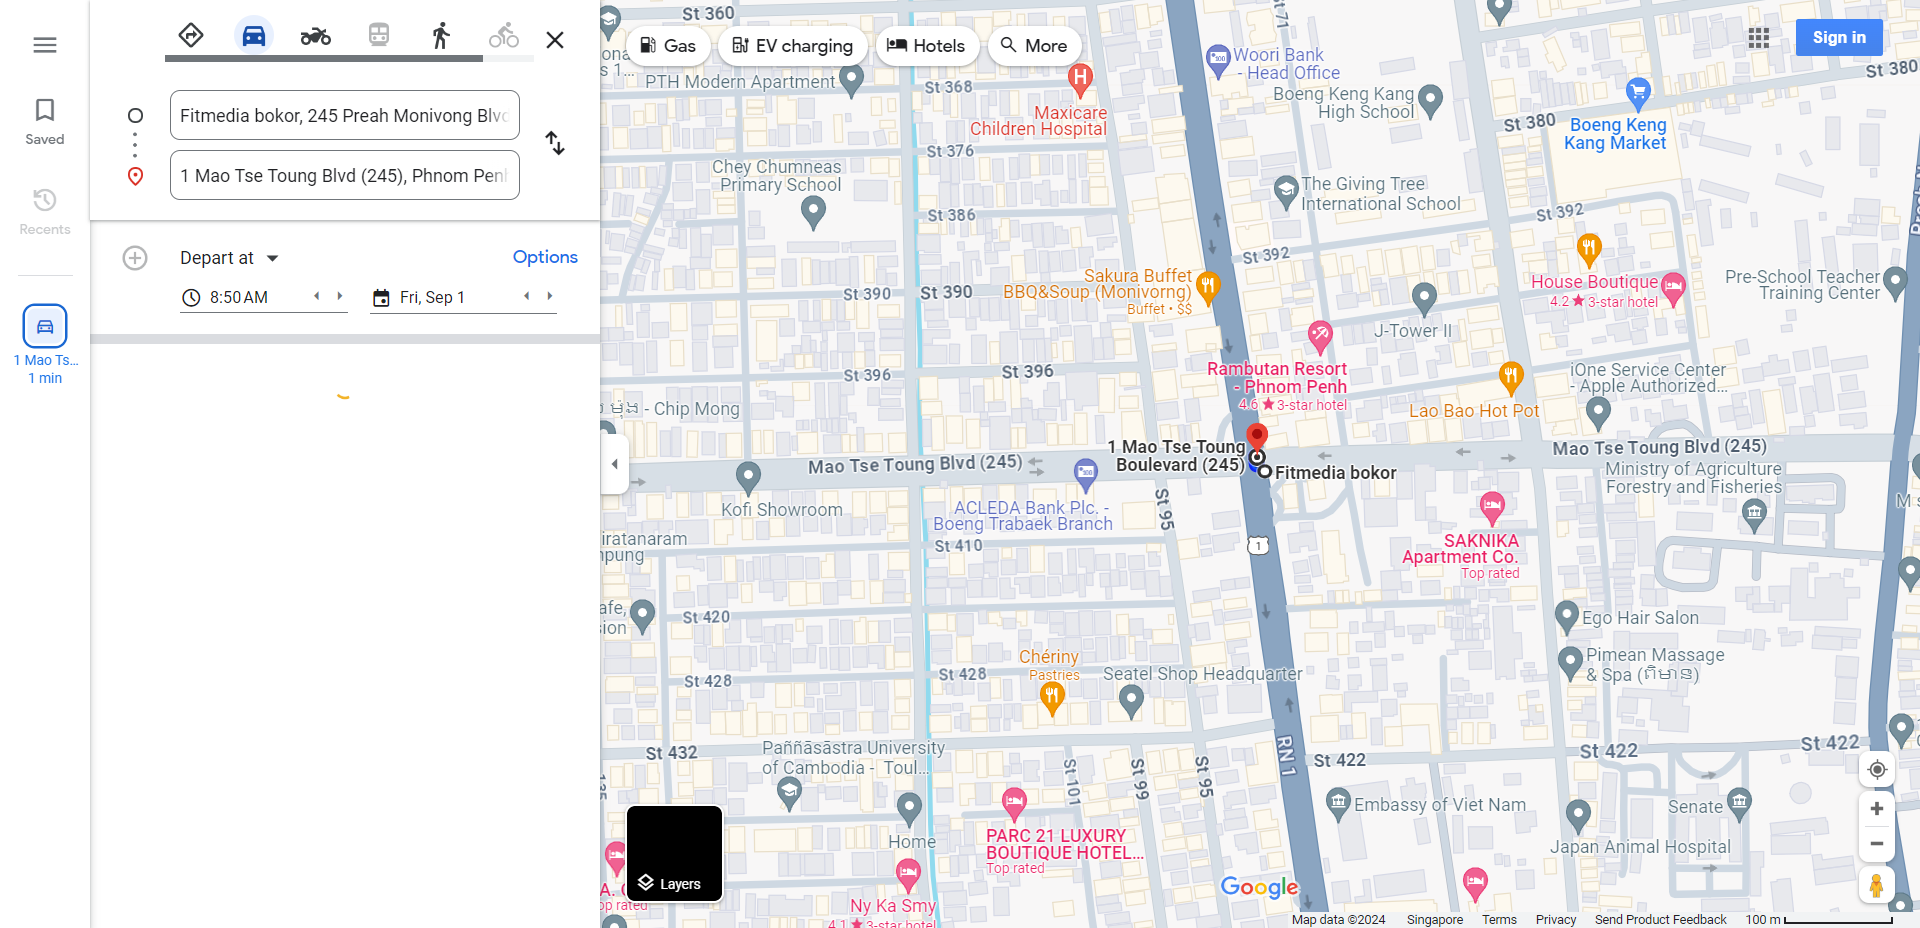 Saved
Recents
1 Mao Ts...
1 min
Fitmedia bokor, 245 Preah Monivong Blvd
1 Mao Tse Toung Blvd (245), Phnom Penh
Depart at
Options
8:50 AM
Fri, Sep 1
Gas
EV charging
Hotels
More
Sign in
St 360
St 71
Woori Bank
- Head Office
PTH Modern Apartment
St 368
Maxicare
Children Hospital
Boeng Keng Kang
High School
St 380
St 380
Boeng Keng
Kang Market
St 376
Chey Chumneas
Primary School
The Giving Tree
International School
St 386
St 392
St 392
Sakura Buffet
BBQ&Soup (Monivorng)
Buffet • $$
House Boutique
4.2 ★ 3-star hotel
Pre-School Teacher
Training Center
St 390
St 390
J-Tower II
Rambutan Resort
- Phnom Penh
4.6 ★ 3-star hotel
St 396
St 396
iOne Service Center
- Apple Authorized...
Lao Bao Hot Pot
- Chip Mong
1 Mao Tse Toung
Boulevard (245)
Fitmedia bokor
Mao Tse Toung Blvd (245)
Mao Tse Toung Blvd (245)
Ministry of Agriculture
Forestry and Fisheries
Kofi Showroom
ACLEDA Bank Plc. -
Boeng Trabaek Branch
St 95
iratanaram
npung
St 410
1
SAKNIKA
Apartment Co.
Top rated
afe,
sion
St 420
Ego Hair Salon
Chériny
Pastries
Seatel Shop Headquarter
Pimean Massage
& Spa (ពិមាន)
St 428
St 428
St 432
Paññāsāstra University
of Cambodia - Toul...
RN 1
St 422
St 422
St 422
St 101
St 99
St 95
Embassy of Viet Nam
Senate
Home
PARC 21 LUXURY
BOUTIQUE HOTEL...
Top rated
Japan Animal Hospital
Layers
Ny Ka Smy
4.1 ★ 3-star hotel
Google
Map data ©2024
Singapore
Terms
Privacy
Send Product Feedback
100 m